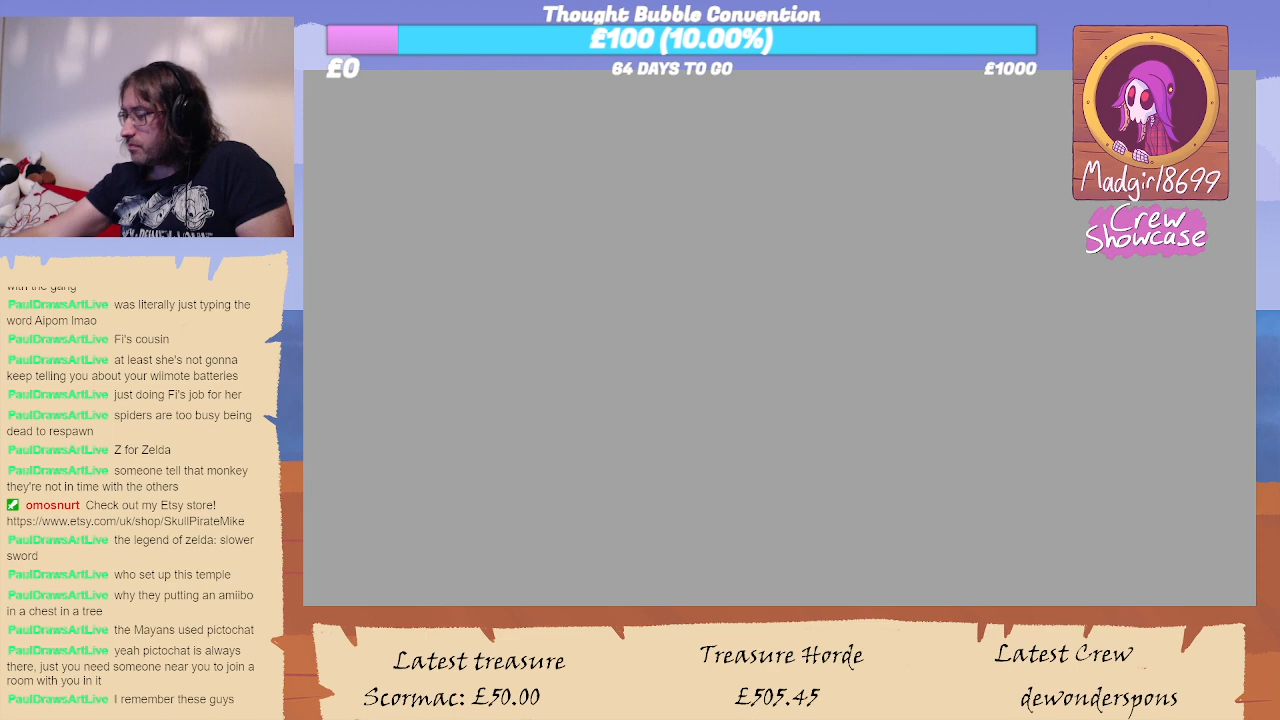 Thought Bubble Convention
£100 (10.00%)
£0
64 DAYS TO GO
£1000
Madgirl8699
Crew
Showcase
with the gang
PaulDrawsArtLive was literally just typing the
word Aipom lmao
PaulDrawsArtLive Fi's cousin
PaulDrawsArtLive at least she's not gonna
keep telling you about your wiimote batteries
PaulDrawsArtLive just doing Fi's job for her
PaulDrawsArtLive spiders are too busy being
dead to respawn
PaulDrawsArtLive Z for Zelda
PaulDrawsArtLive someone tell that monkey
they're not in time with the others
omosnurt Check out my Etsy store!
https://www.etsy.com/uk/shop/SkullPirateMike
PaulDrawsArtLive the legend of zelda: slower
sword
PaulDrawsArtLive who set up this temple
PaulDrawsArtLive why they putting an amiibo
in a chest in a tree
PaulDrawsArtLive the Mayans used pictochat
PaulDrawsArtLive yeah pictochat is always
there, just you need someone near you to join a
room with you in it
PaulDrawsArtLive I remember these guys
Latest treasure
Scormac: £50.00
Treasure Horde
£505.45
Latest Crew
dewonderspons